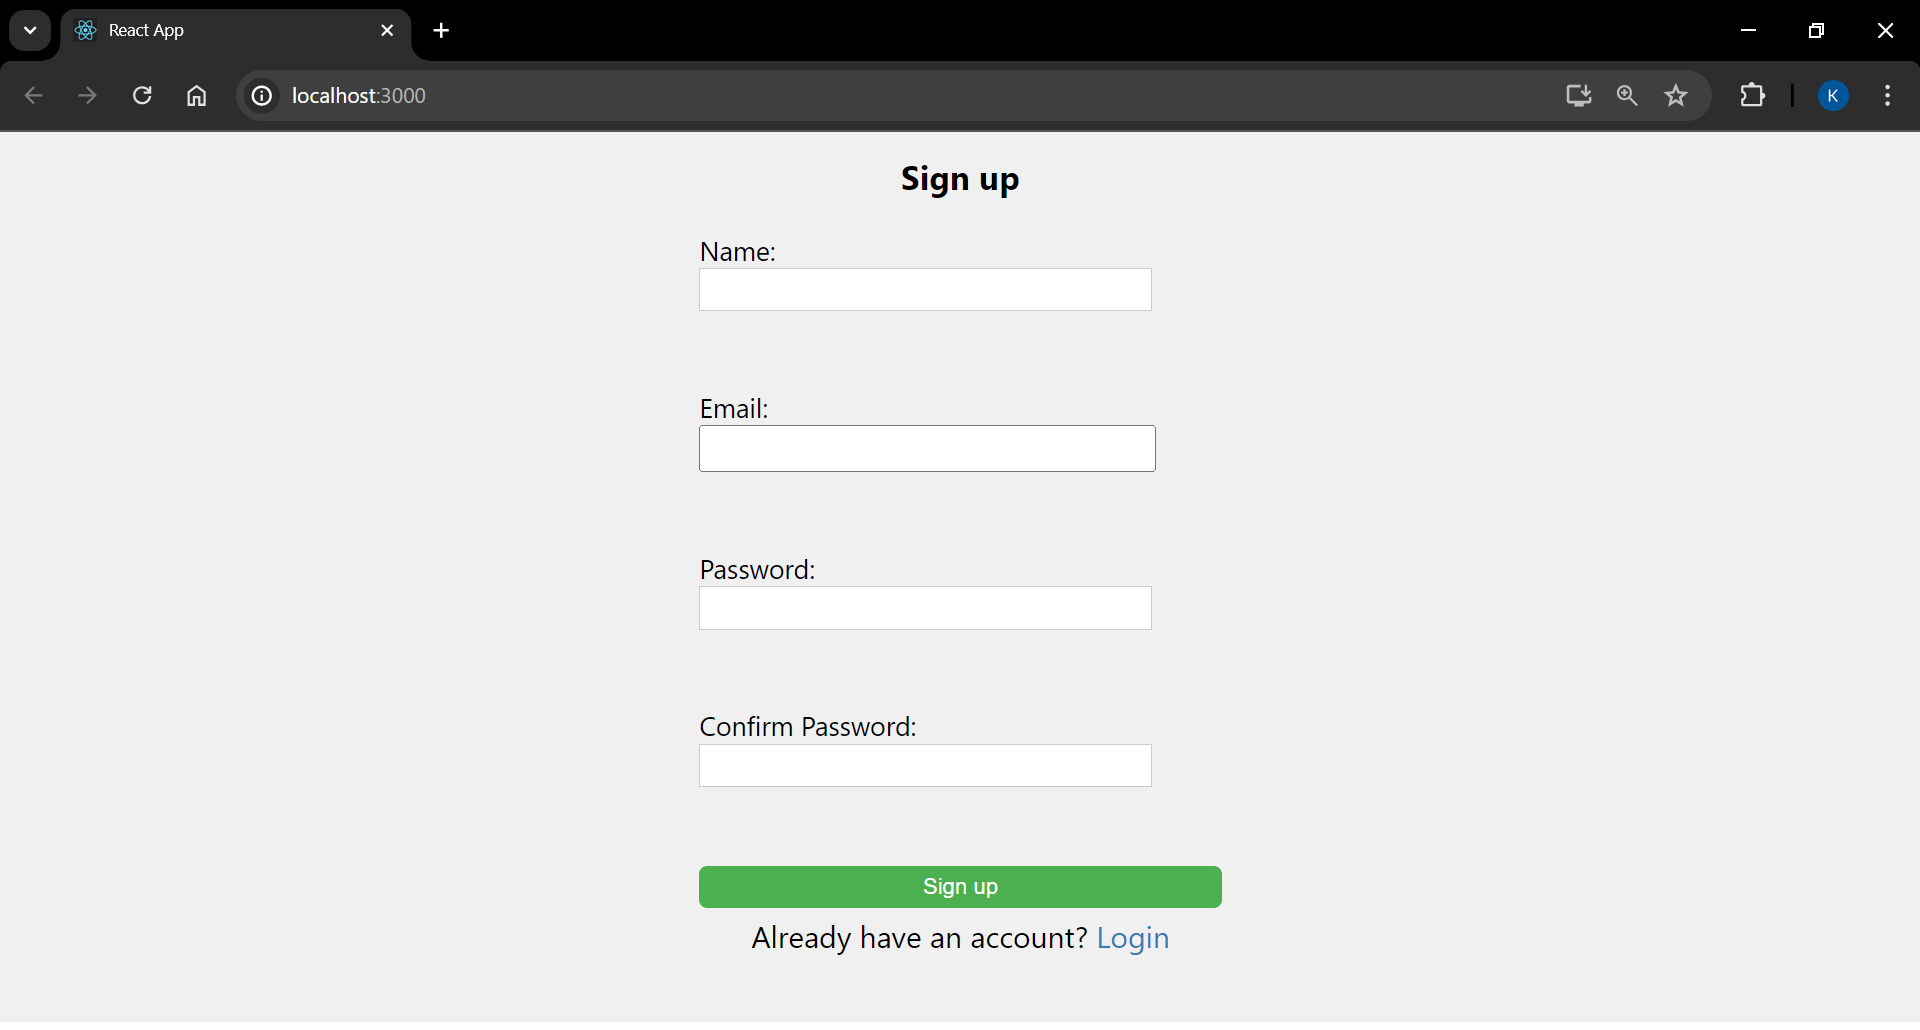 React App
localhost:3000
K
Sign up
Name:
Email:
Password:
Confirm Password:
Sign up
Already have an account? Login